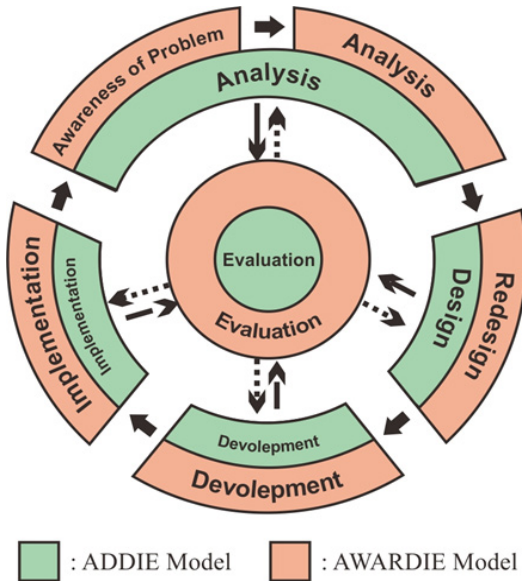 Awareness of Problem
Analysis
Analysis
Redesign
Design
Devolepment
Devolepment
Implementation
Implementation
Evaluation
Evaluation
: ADDIE Model
: AWARDIE Model